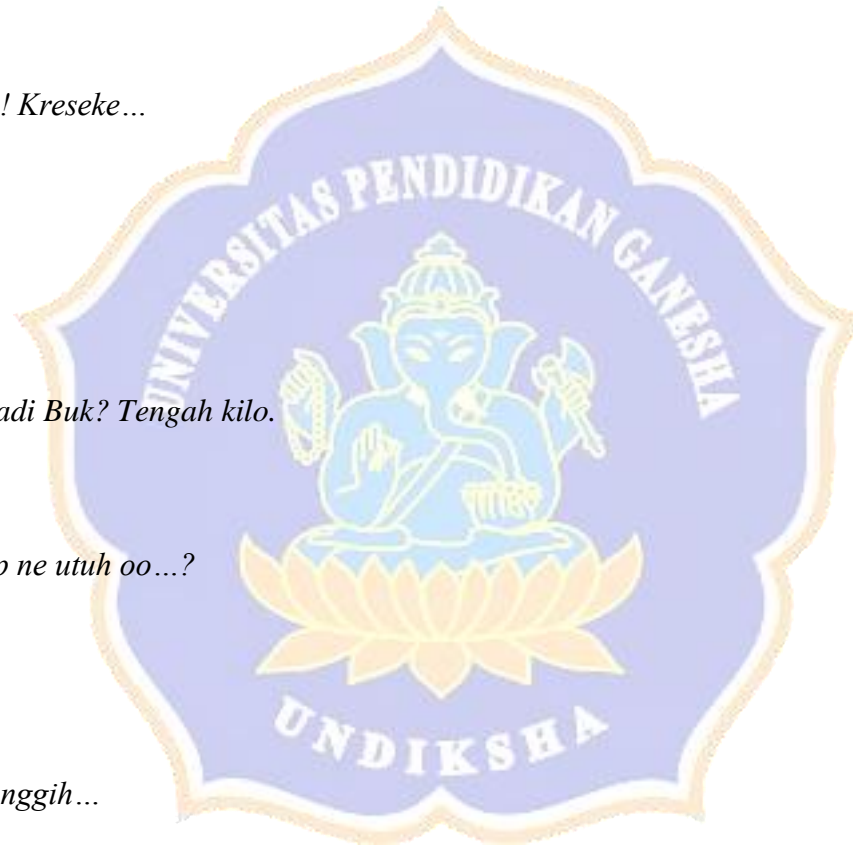 ! Kreseke…
UNIVERSITAS PENDIDIKAN GANESHA
adi Buk? Tengah kilo.
ne utuh oo…?
UNDIKSHA
nggih…